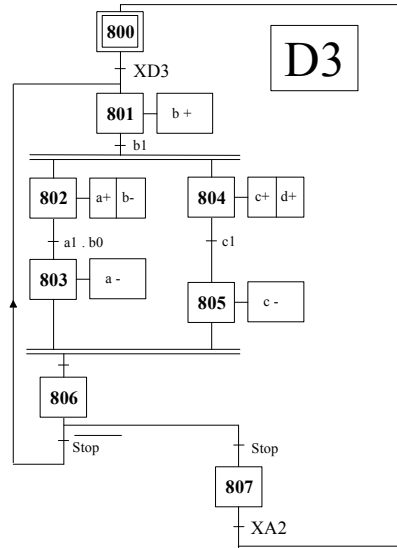 800
D3
XD3
801
b +
b1
802
a+ b-
804
c+ d+
a1 . b0
c1
803
a -
805
c -
806
Stop
Stop
807
XA2